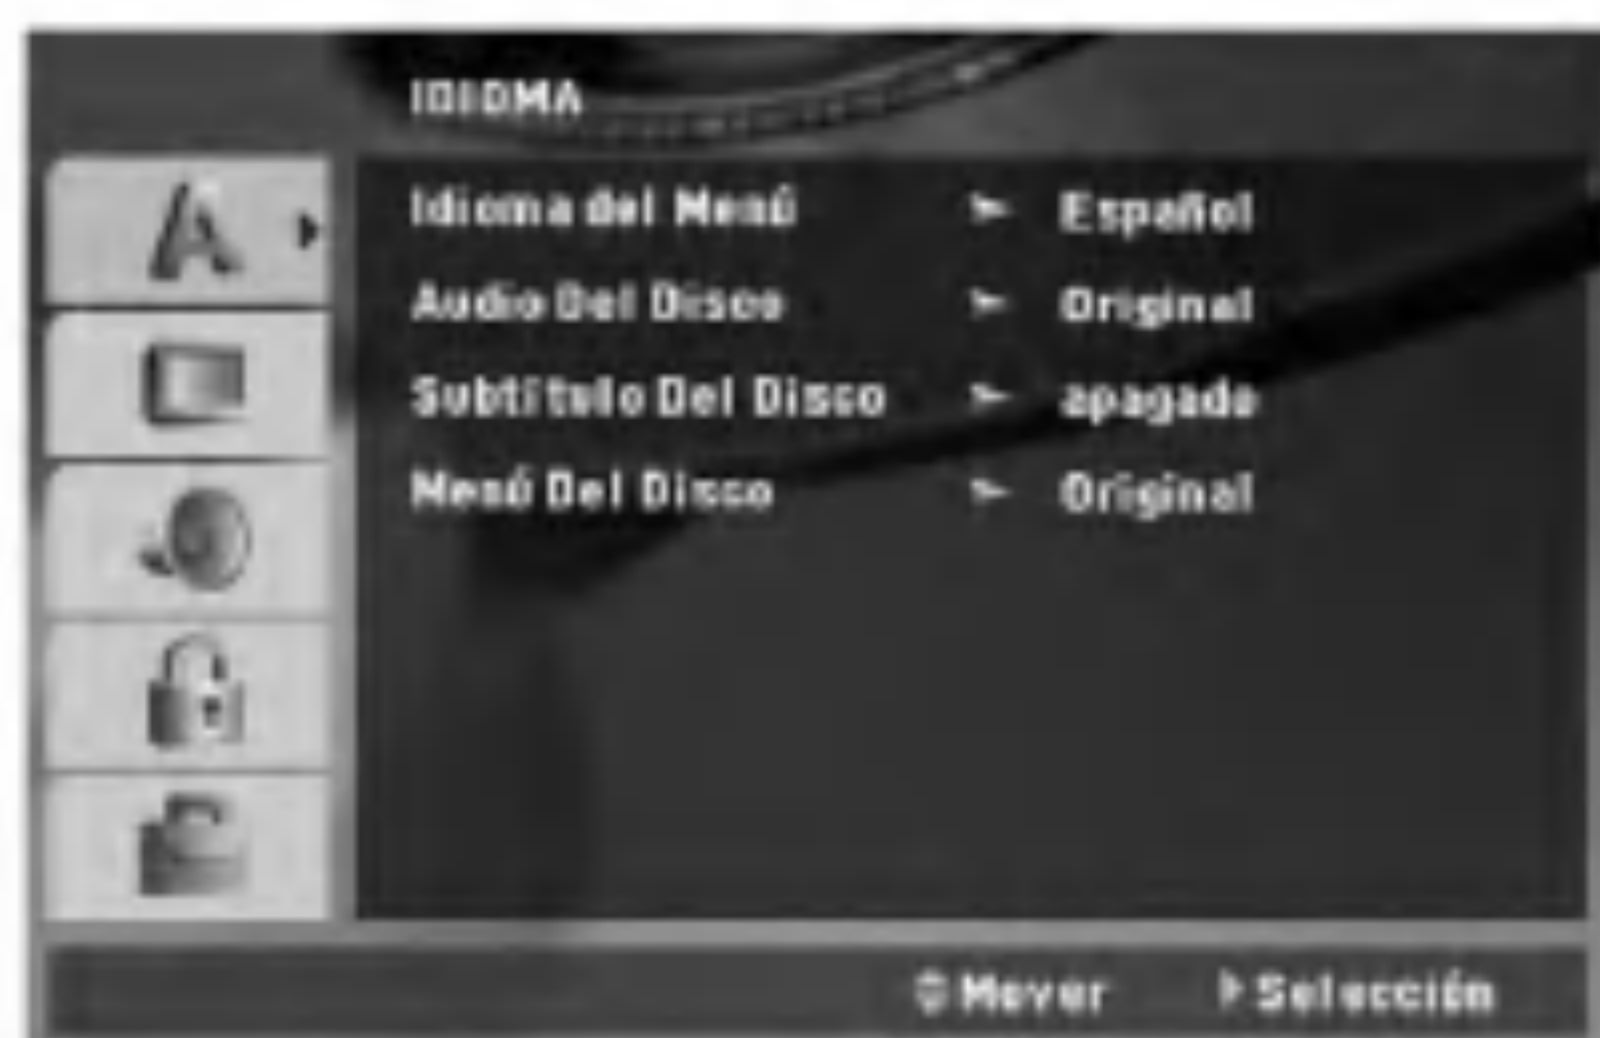 IDIOMA
Idioma del Menú ► Español
Audio Del Disco ► Original
Subtítulo Del Disco ► apagado
Menú Del Disco ► Original
Mover ► Selección